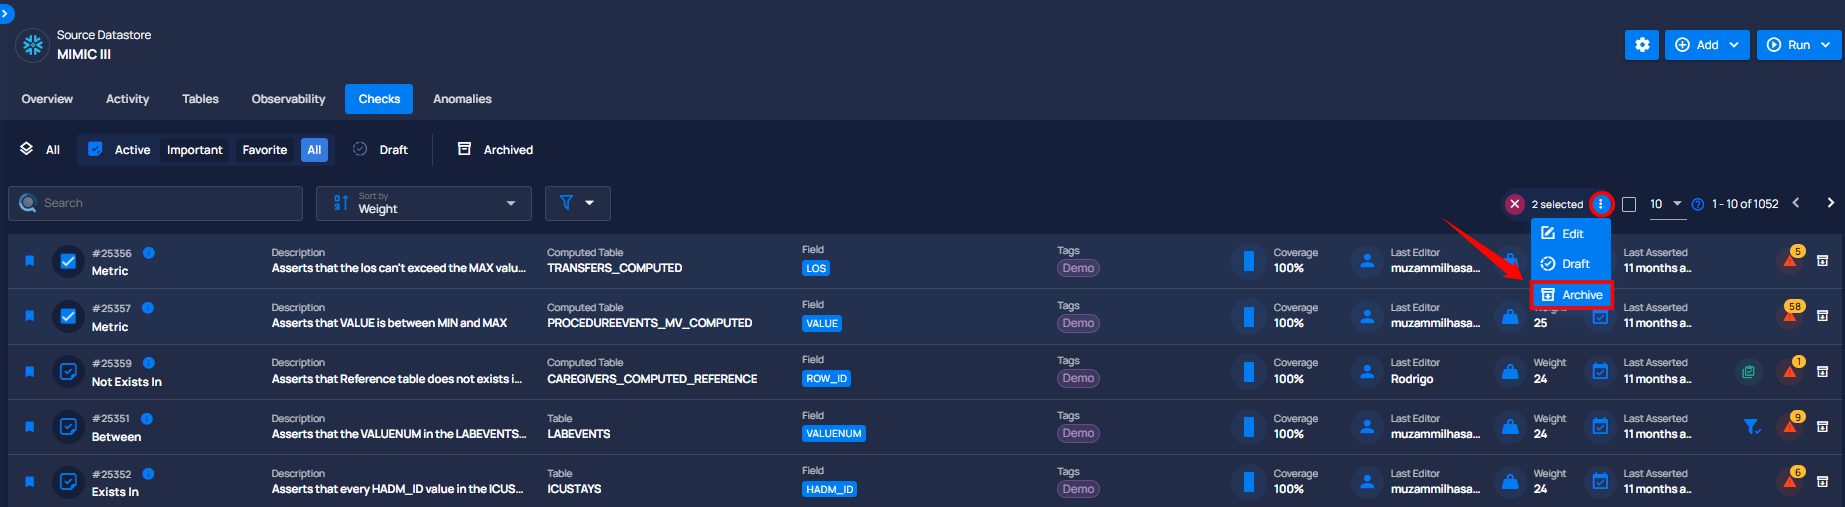 Source Datastore
MIMIC III
Add
Run
Overview Activity Tables Observability Checks Anomalies
All Active Important Favorite All Draft Archived
Search
Sort by
Weight
2 selected
10 1 - 10 of 1052
Edit
Draft
Archive
#25356 Description Computed Table Field Tags Coverage Last Editor Last Asserted 5
Metric Asserts that the los can't exceed the MAX valu... TRANSFERS_COMPUTED LOS Demo 100% muzammilhasa... 11 months a..
#25357 Description Computed Table Field Tags Coverage Last Editor Weight Last Asserted 58
Metric Asserts that VALUE is between MIN and MAX PROCEDUREEVENTS_MV_COMPUTED VALUE Demo 100% muzammilhasa... 25 11 months a..
#25359 Description Computed Table Field Tags Coverage Last Editor Weight Last Asserted 1
Not Exists In Asserts that Reference table does not exists i... CAREGIVERS_COMPUTED_REFERENCE ROW_ID Demo 100% Rodrigo 24 11 months a..
#25351 Description Table Field Tags Coverage Last Editor Weight Last Asserted 9
Between Asserts that the VALUENUM in the LABEVENTS... LABEVENTS VALUENUM Demo 100% muzammilhasa... 24 11 months a..
#25352 Description Table Field Tags Coverage Last Editor Weight Last Asserted 6
Exists In Asserts that every HADM_ID value in the ICUS... ICUSTAYS HADM_ID Demo 100% muzammilhasa... 24 11 months a..